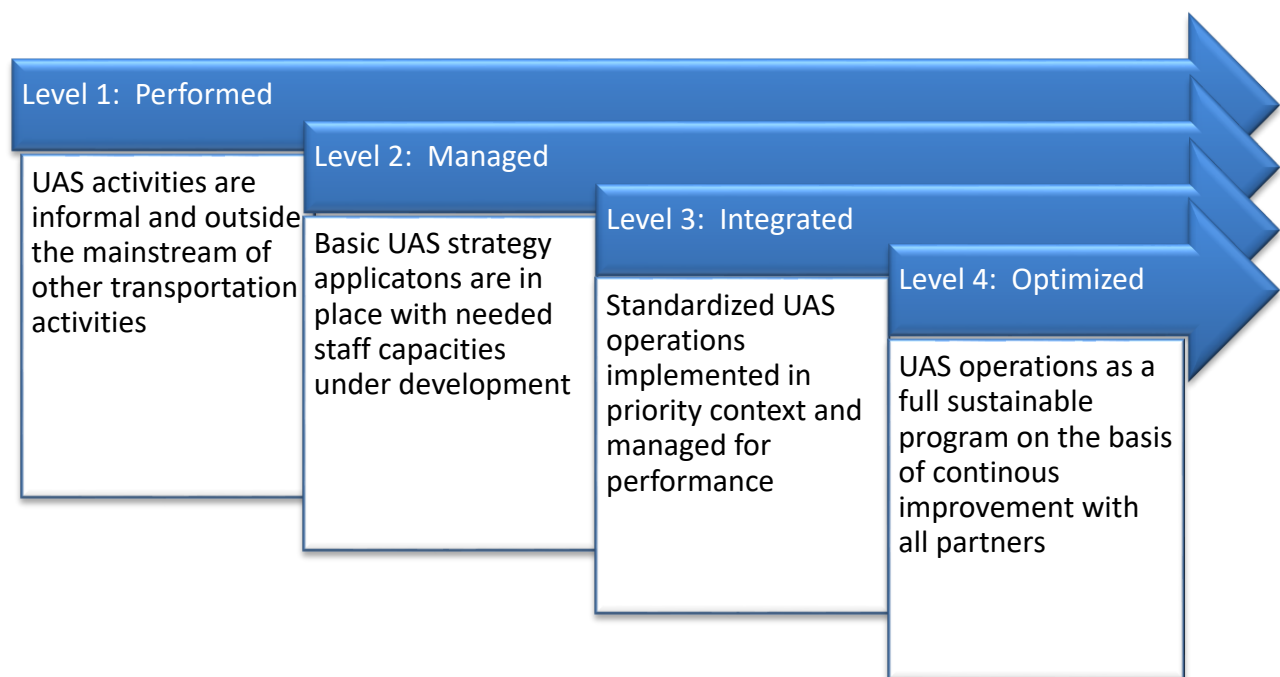 Level 1:  Performed
UAS activities are
informal and outside
the mainstream of
other transportation
activities
Level 2:  Managed
Basic UAS strategy
applicatons are in
place with needed
staff capacities
under development
Level 3:  Integrated
Standardized UAS
operations
implemented in
priority context and
managed for
performance
Level 4:  Optimized
UAS operations as a
full sustainable
program on the basis
of continous
improvement with
all partners